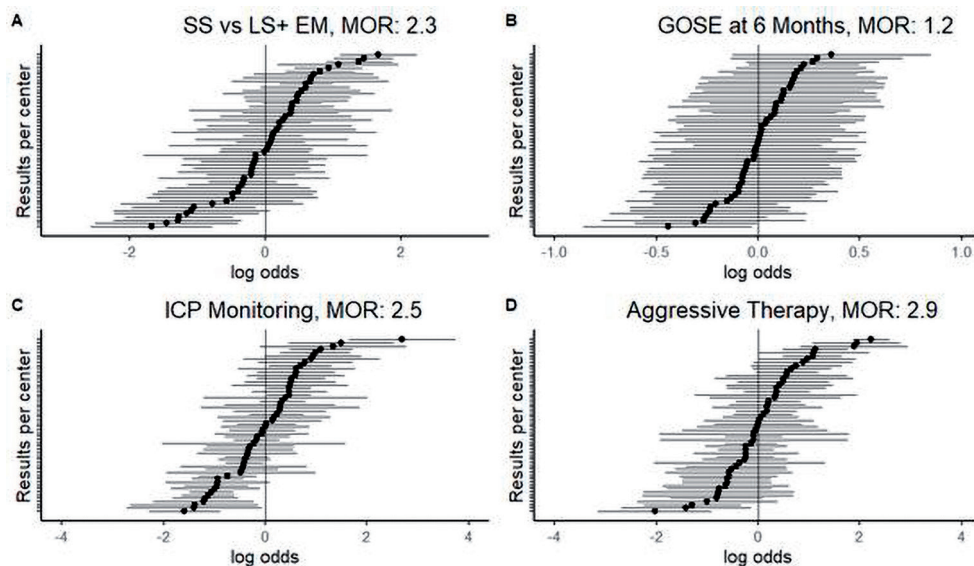 A
SS vs LS+ EM, MOR: 2.3
Results per center
-2
0
2
log odds
B
GOSE at 6 Months, MOR: 1.2
Results per center
-1.0
-0.5
0.0
0.5
1.0
log odds
C
ICP Monitoring, MOR: 2.5
Results per center
-4
-2
0
2
4
log odds
D
Aggressive Therapy, MOR: 2.9
Results per center
-4
-2
0
2
4
log odds